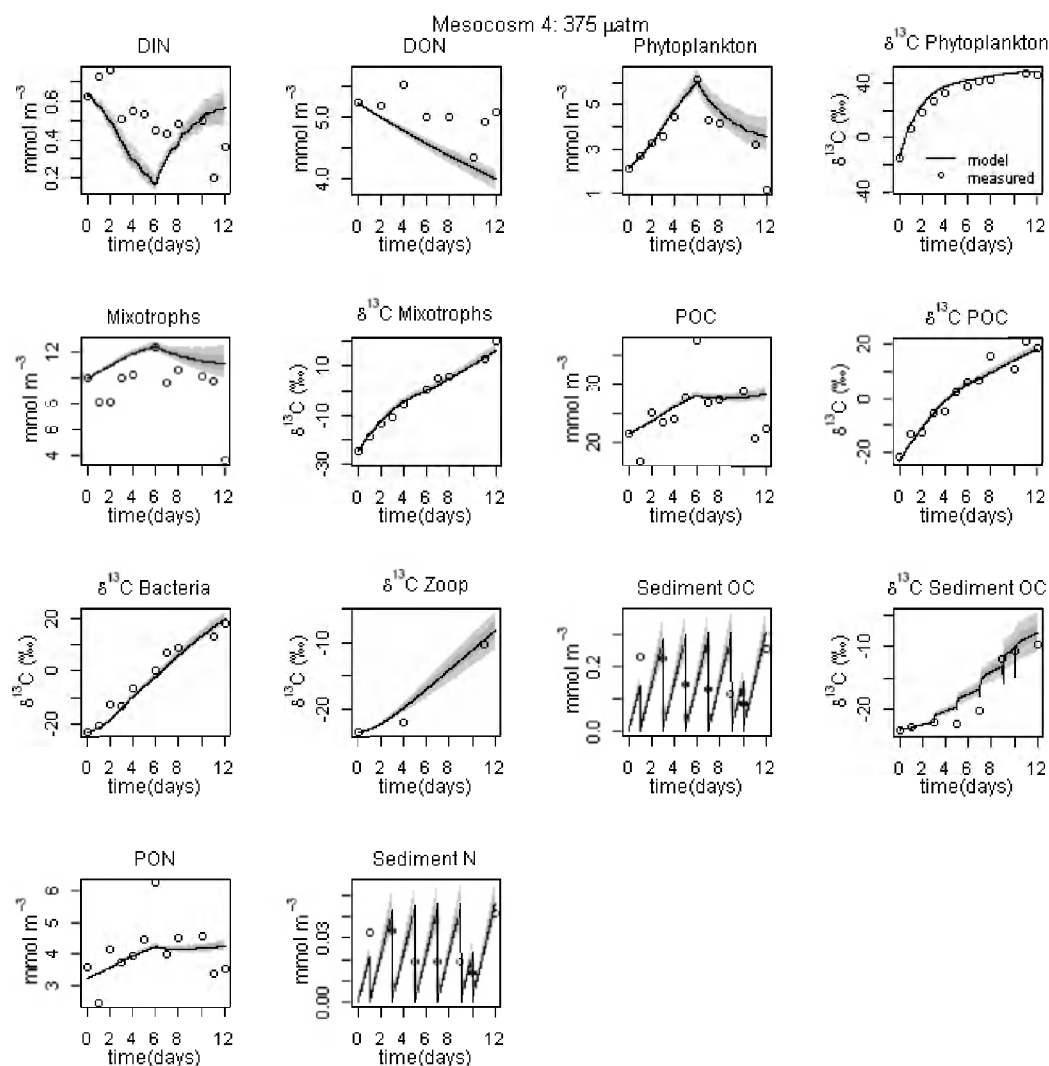 Mesocosm 4: 375 µatm
DIN
DON
Phytoplankton
δ¹³C Phytoplankton
mmol m⁻³
0.2 0.4 0.6
0 2 4 6 8 12
time(days)
mmol m⁻³
4.0 5.0
0 2 4 6 8 12
time(days)
mmol m⁻³
1 2 3 5
0 2 4 6 8 12
time(days)
δ¹³C (‰)
-40 0 20 40
model
measured
0 2 4 6 8 12
time(days)
Mixotrophs
δ¹³C Mixotrophs
POC
δ¹³C POC
mmol m⁻³
4 6 8 12
0 2 4 6 8 12
time(days)
δ¹³C (‰)
-30 -10 10
0 2 4 6 8 12
time(days)
mmol m⁻³
20 30
0 2 4 6 8 12
time(days)
δ¹³C (‰)
-20 0 10 20
0 2 4 6 8 12
time(days)
δ¹³C Bacteria
δ¹³C Zoop
Sediment OC
δ¹³C Sediment OC
δ¹³C (‰)
-20 0 10 20
0 2 4 6 8 12
time(days)
δ¹³C (‰)
-20 -10
0 2 4 6 8 12
time(days)
mmol m⁻³
0.0 0.2
0 2 4 6 8 12
time(days)
δ¹³C (‰)
-20 -10
0 2 4 6 8 12
time(days)
PON
Sediment N
mmol m⁻³
3 4 5 6
0 2 4 6 8 12
time(days)
mmol m⁻³
0.00 0.03
0 2 4 6 8 12
time(days)